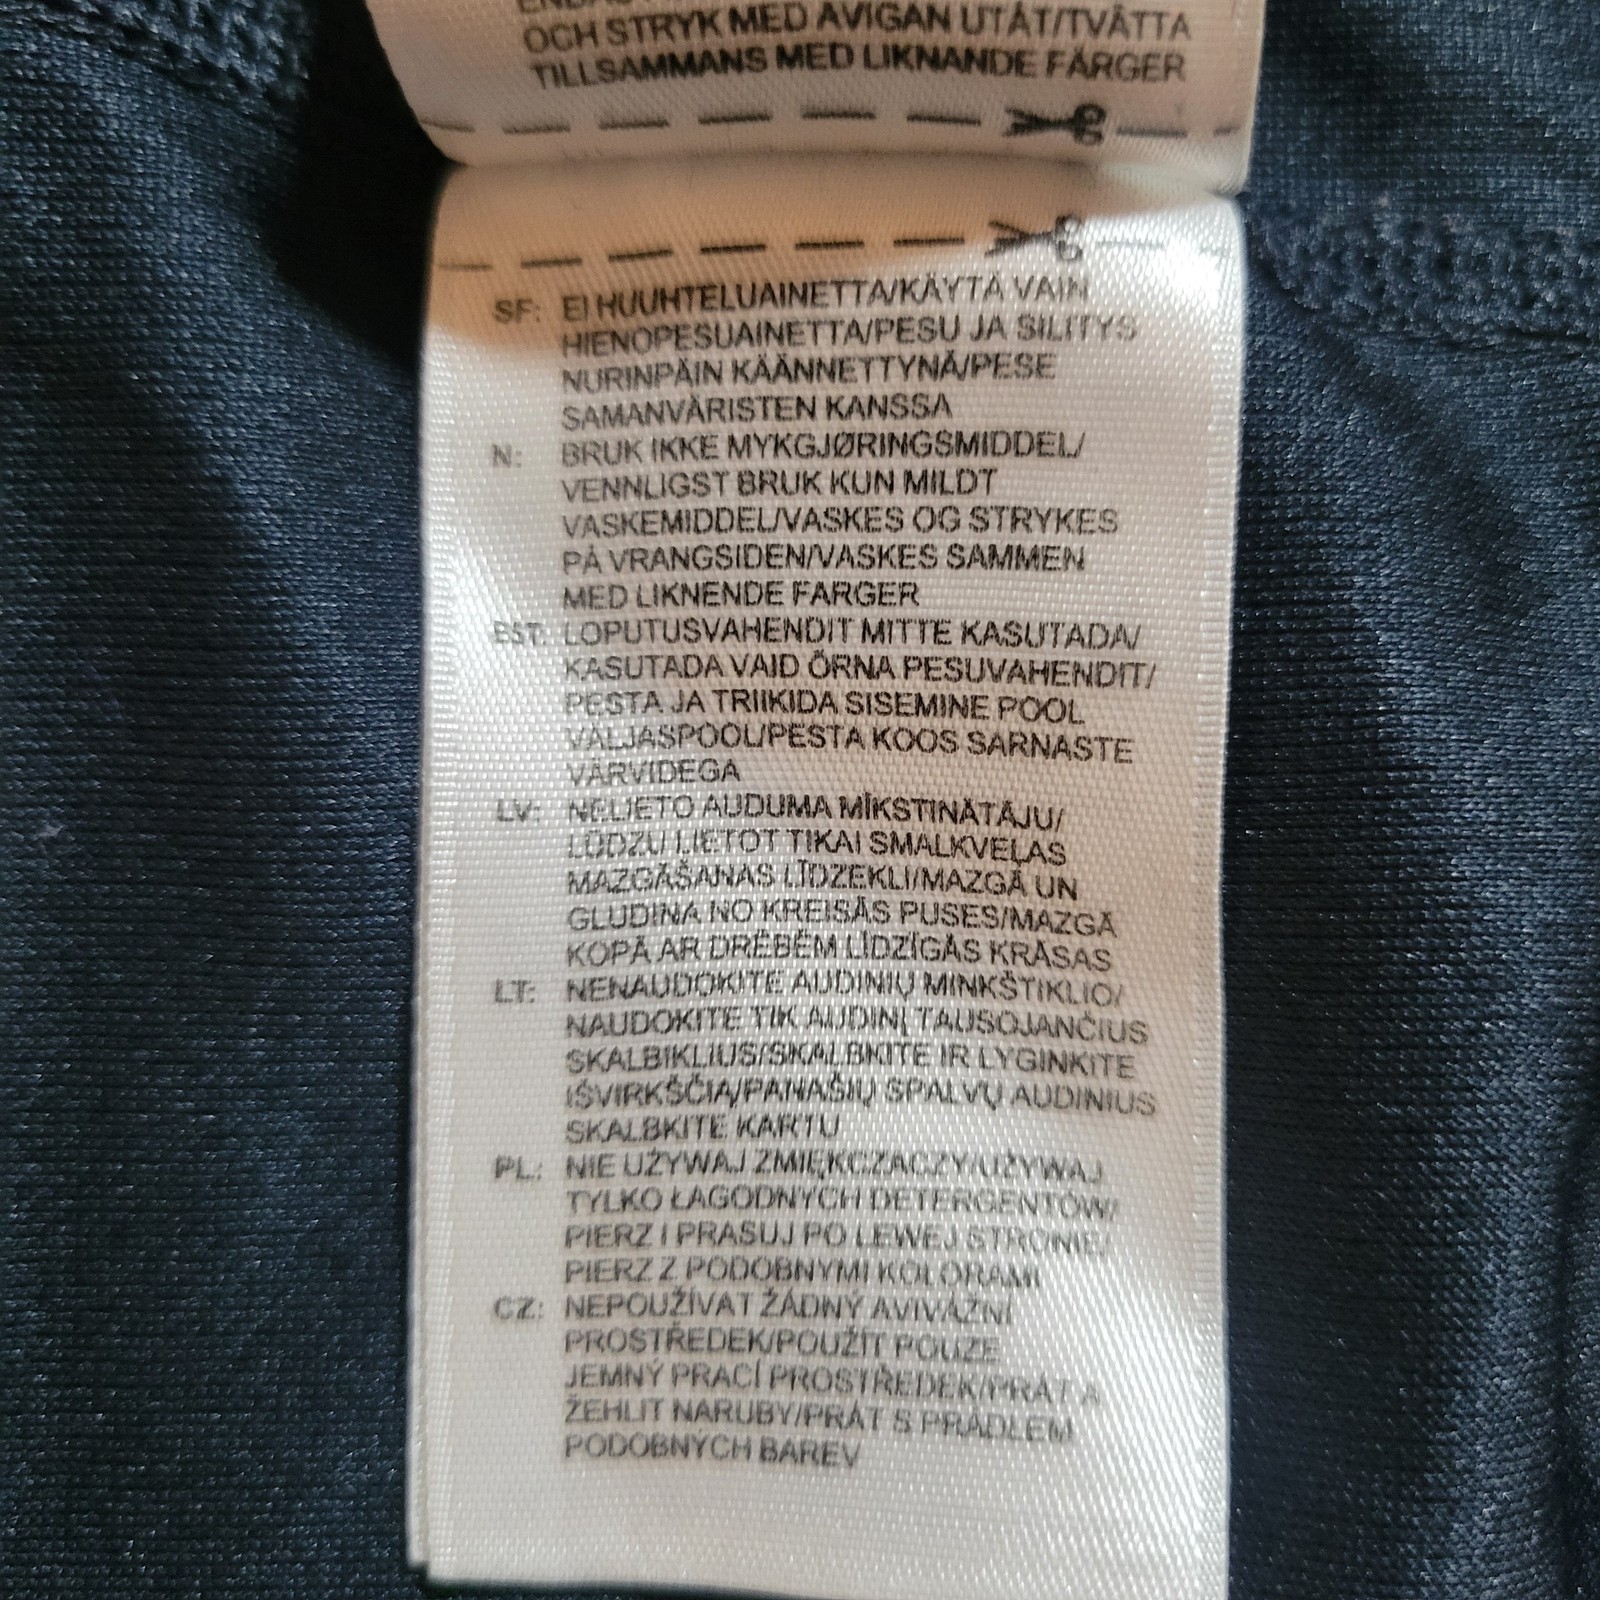 OCH STRYK MED AVIGAN UTÅT/TVÄTTA
TILLSAMMANS MED LIKNANDE FÄRGER
SF: EI HUUHTELUAINETTA/KÄYTÄ VAIN
HIENOPESUAINETTA/PESU JA SILITYS
NURINPÄIN KÄÄNNETTYNÄ/PESE
SAMANVÄRISTEN KANSSA
N: BRUK IKKE MYKGJØRINGSMIDDEL/
VENNLIGST BRUK KUN MILDT
VASKEMIDDEL/VASKES OG STRYKES
PÅ VRANGSIDEN/VASKES SAMMEN
MED LIKNENDE FARGER
EST: LOPUTUSVAHENDIT MITTE KASUTADA/
KASUTADA VAID ÕRNA PESUVAHENDIT/
PESTA JA TRIIKIDA SISEMINE POOL
VÄLJASPOOL/PESTA KOOS SARNASTE
VÄRVIDEGA
LV: NELIETO AUDUMA MĪKSTINĀTĀJU/
LŪDZU LIETOT TIKAI SMALKVEĻAS
MAZGĀŠANAS LĪDZEKLI/MAZGĀ UN
GLUDINA NO KREISĀS PUSES/MAZGĀ
KOPĀ AR DRĒBĒM LĪDZĪGĀS KRĀSAS
LT: NENAUDOKITE AUDINIŲ MINKŠTIKLIO/
NAUDOKITE TIK AUDINĮ TAUSOJANČIUS
SKALBIKLIUS/SKALBKITE IR LYGINKITE
IŠVIRKŠČIA/PANAŠIŲ SPALVŲ AUDINIUS
SKALBKITE KARTU
PL: NIE UŻYWAJ ZMIĘKCZACZY/UŻYWAJ
TYLKO ŁAGODNYCH DETERGENTÓW/
PIERZ I PRASUJ PO LEWEJ STRONIE/
PIERZ Z PODOBNYMI KOLORAMI
CZ: NEPOUŽÍVAT ŽÁDNÝ AVIVÁŽNÍ
PROSTŘEDEK/POUŽÍT POUZE
JEMNÝ PRACÍ PROSTŘEDEK/PRÁT A
ŽEHLIT NARUBY/PRÁT S PRÁDLEM
PODOBNÝCH BAREV